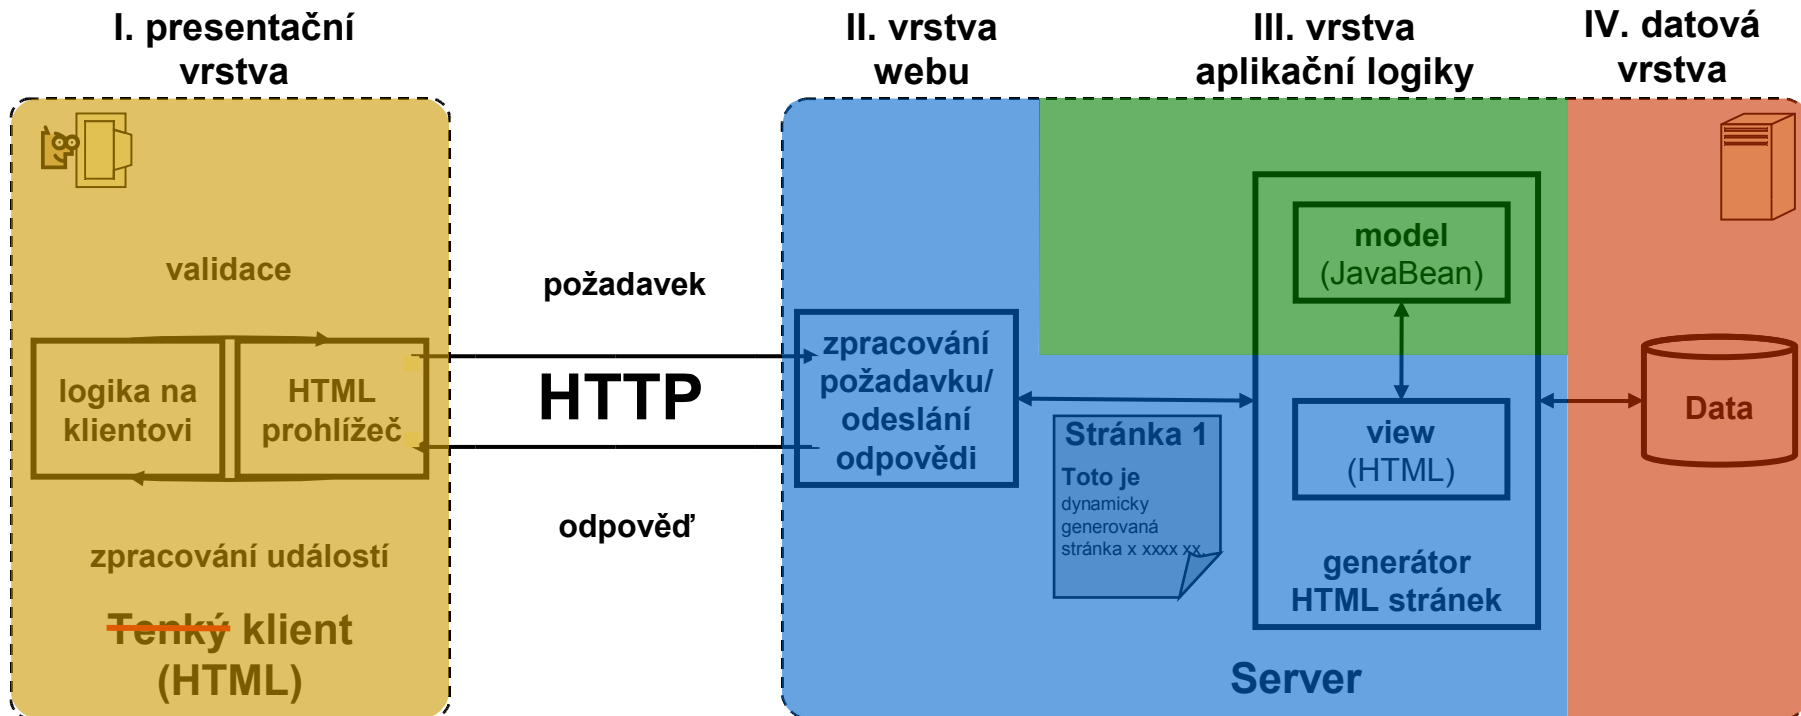 I. presentační
vrstva
II. vrstva
webu
III. vrstva
aplikační logiky
IV. datová
vrstva
validace
logika na
klientovi
HTML
prohlížeč
zpracování událostí
Tenký klient
(HTML)
požadavek
HTTP
odpověď
zpracování
požadavku/
odeslání
odpovědi
Stránka 1
Toto je
dynamicky
generovaná
stránka x xxxx xx.
model
(JavaBean)
view
(HTML)
generátor
HTML stránek
Server
Data